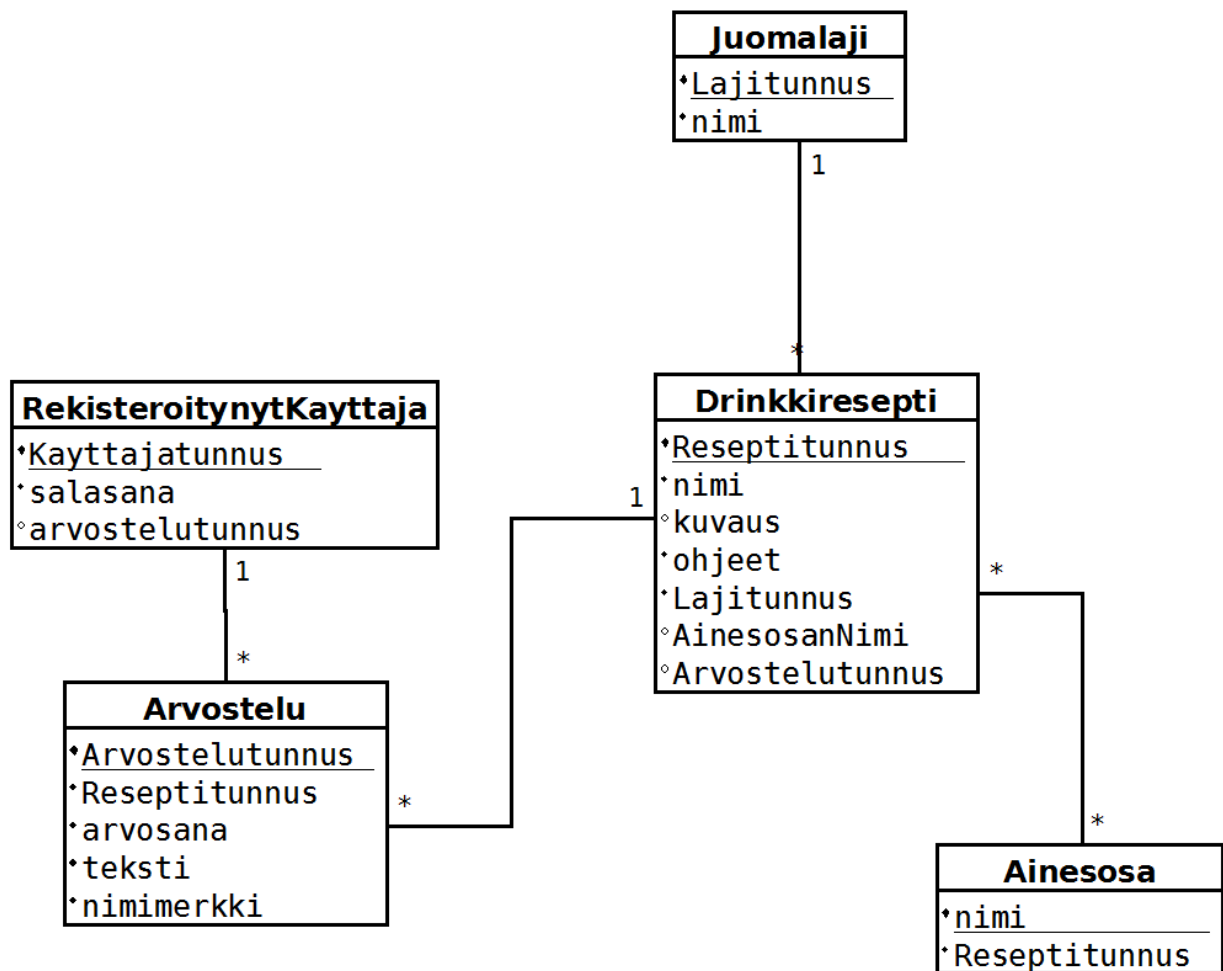 Juomalaji
Lajitunnus
nimi
1
*
RekisteroitynytKayttaja
Kayttajatunnus
salasana
arvostelutunnus
1
*
Drinkkiresepti
Reseptitunnus
nimi
kuvaus
ohjeet
Lajitunnus
AinesosanNimi
Arvostelutunnus
1
*
*
*
Arvostelu
Arvostelutunnus
Reseptitunnus
arvosana
teksti
nimimerkki
Ainesosa
nimi
Reseptitunnus